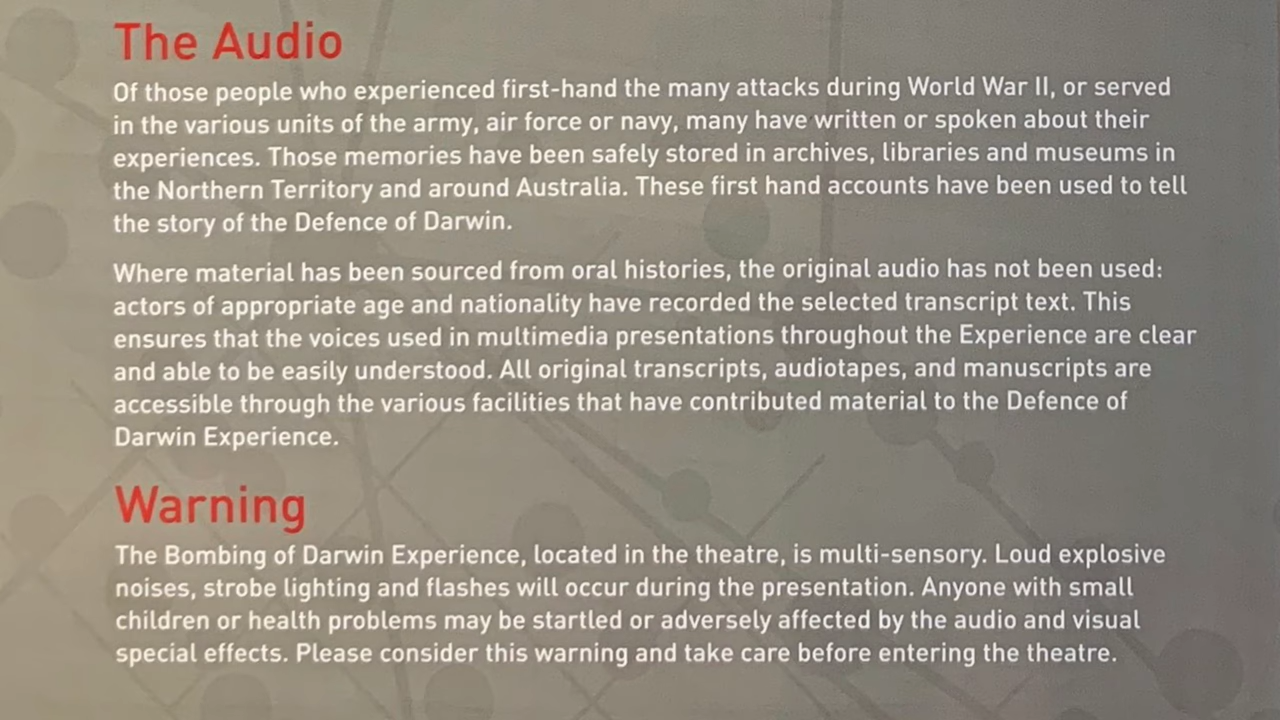 The Audio
Of those people who experienced first-hand the many attacks during World War II, or served
in the various units of the army, air force or navy, many have written or spoken about their
experiences. Those memories have been safely stored in archives, libraries and museums in
the Northern Territory and around Australia. These first hand accounts have been used to tell
the story of the Defence of Darwin.
Where material has been sourced from oral histories, the original audio has not been used:
actors of appropriate age and nationality have recorded the selected transcript text. This
ensures that the voices used in multimedia presentations throughout the Experience are clear
and able to be easily understood. All original transcripts, audiotapes, and manuscripts are
accessible through the various facilities that have contributed material to the Defence of
Darwin Experience.
Warning
The Bombing of Darwin Experience, located in the theatre, is multi-sensory. Loud explosive
noises, strobe lighting and flashes will occur during the presentation. Anyone with small
children or health problems may be startled or adversely affected by the audio and visual
special effects. Please consider this warning and take care before entering the theatre.